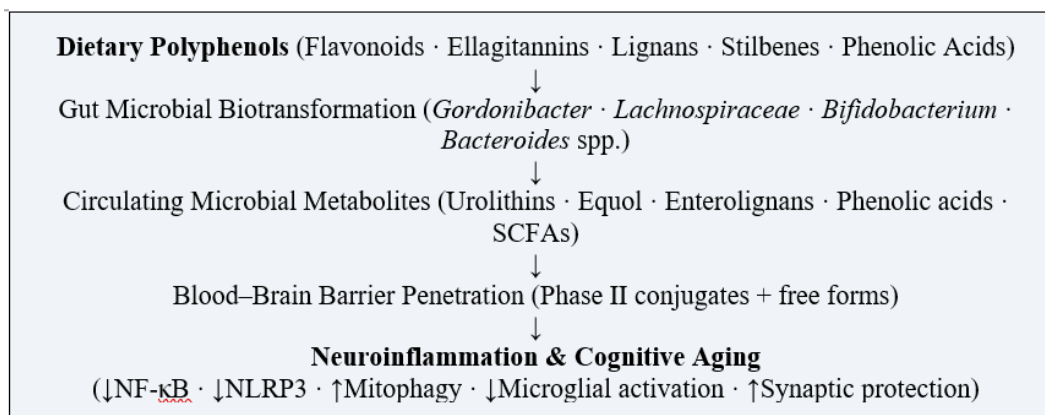 Dietary Polyphenols (Flavonoids · Ellagitannins · Lignans · Stilbenes · Phenolic Acids)
↓
Gut Microbial Biotransformation (Gordonibacter · Lachnospiraceae · Bifidobacterium ·
Bacteroides spp.)
↓
Circulating Microbial Metabolites (Urolithins · Equol · Enterolignans · Phenolic acids ·
SCFAs)
↓
Blood–Brain Barrier Penetration (Phase II conjugates + free forms)
↓
Neuroinflammation & Cognitive Aging
(↓NF-κB · ↓NLRP3 · ↑Mitophagy · ↓Microglial activation · ↑Synaptic protection)